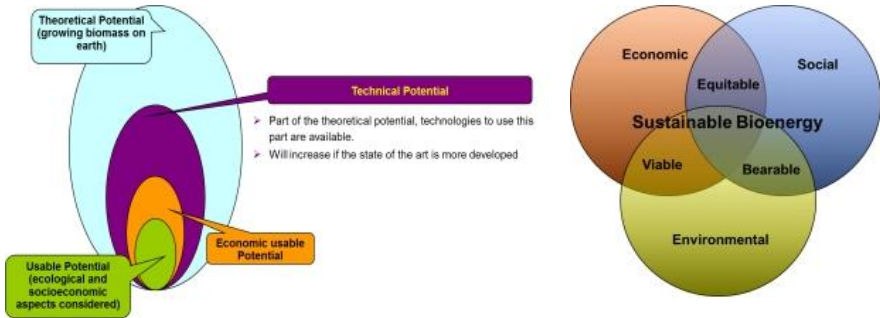 Theoretical Potential
(growing biomass on
earth)
Technical Potential
➤ Part of the theoretical potential, technologies to use this
part are available.
➤ Will increase if the state of the art is more developed
Economic usable
Potential
Usable Potential
(ecological and
socioeconomic
aspects considered)
Economic
Social
Equitable
Sustainable Bioenergy
Viable
Bearable
Environmental